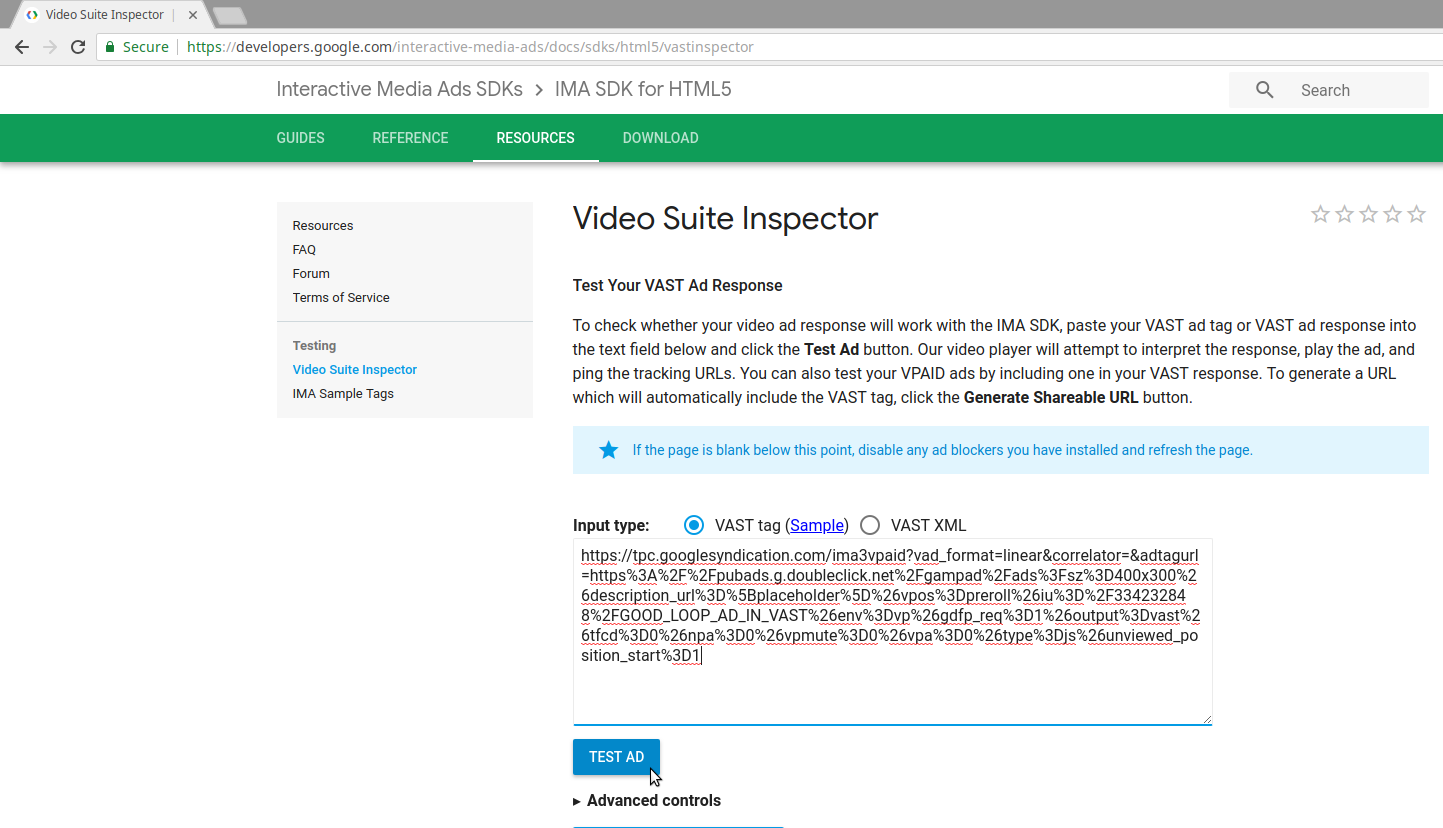 Video Suite Inspector
Secure https://developers.google.com/interactive-media-ads/docs/sdks/html5/vastinspector
Interactive Media Ads SDKs > IMA SDK for HTML5
Search
GUIDES REFERENCE RESOURCES DOWNLOAD
Resources
FAQ
Forum
Terms of Service
Testing
Video Suite Inspector
IMA Sample Tags
Video Suite Inspector
Test Your VAST Ad Response
To check whether your video ad response will work with the IMA SDK, paste your VAST ad tag or VAST ad response into
the text field below and click the Test Ad button. Our video player will attempt to interpret the response, play the ad, and
ping the tracking URLs. You can also test your VPAID ads by including one in your VAST response. To generate a URL
which will automatically include the VAST tag, click the Generate Shareable URL button.
If the page is blank below this point, disable any ad blockers you have installed and refresh the page.
Input type: VAST tag (Sample) VAST XML
https://tpc.googlesyndication.com/ima3vpaid?vad_format=linear&correlator=&adtagurl
=https%3A%2F%2Fpubads.g.doubleclick.net%2Fgampad%2Fads%3Fsz%3D400x300%2
6description_url%3D%5Bplaceholder%5D%26vpos%3Dpreroll%26iu%3D%2F33423284
8%2FGOOD_LOOP_AD_IN_VAST%26env%3Dvp%26gdfp_req%3D1%26output%3Dvast%2
6tfcd%3D0%26npa%3D0%26vpmute%3D0%26vpa%3D0%26type%3Djs%26unviewed_po
sition_start%3D1
TEST AD
Advanced controls